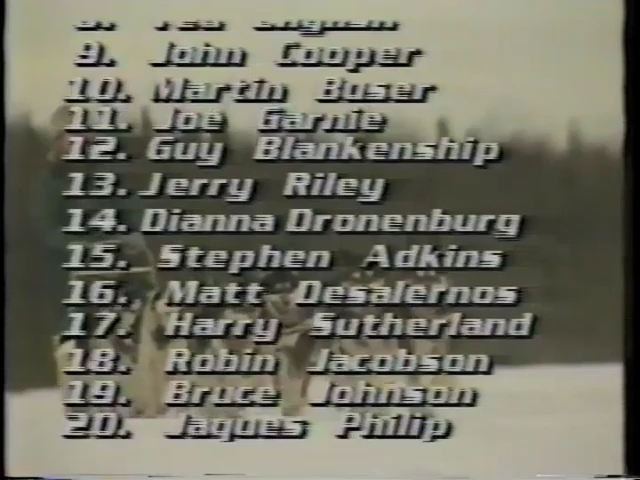 9. John Cooper
10. Martin Buser
11. Joe Garnie
12. Guy Blankenship
13. Jerry Riley
14. Dianna Dronenburg
15. Stephen Adkins
16. Matt Desalernos
17. Harry Sutherland
18. Robin Jacobson
19. Bruce Johnson
20. Jaques Philip